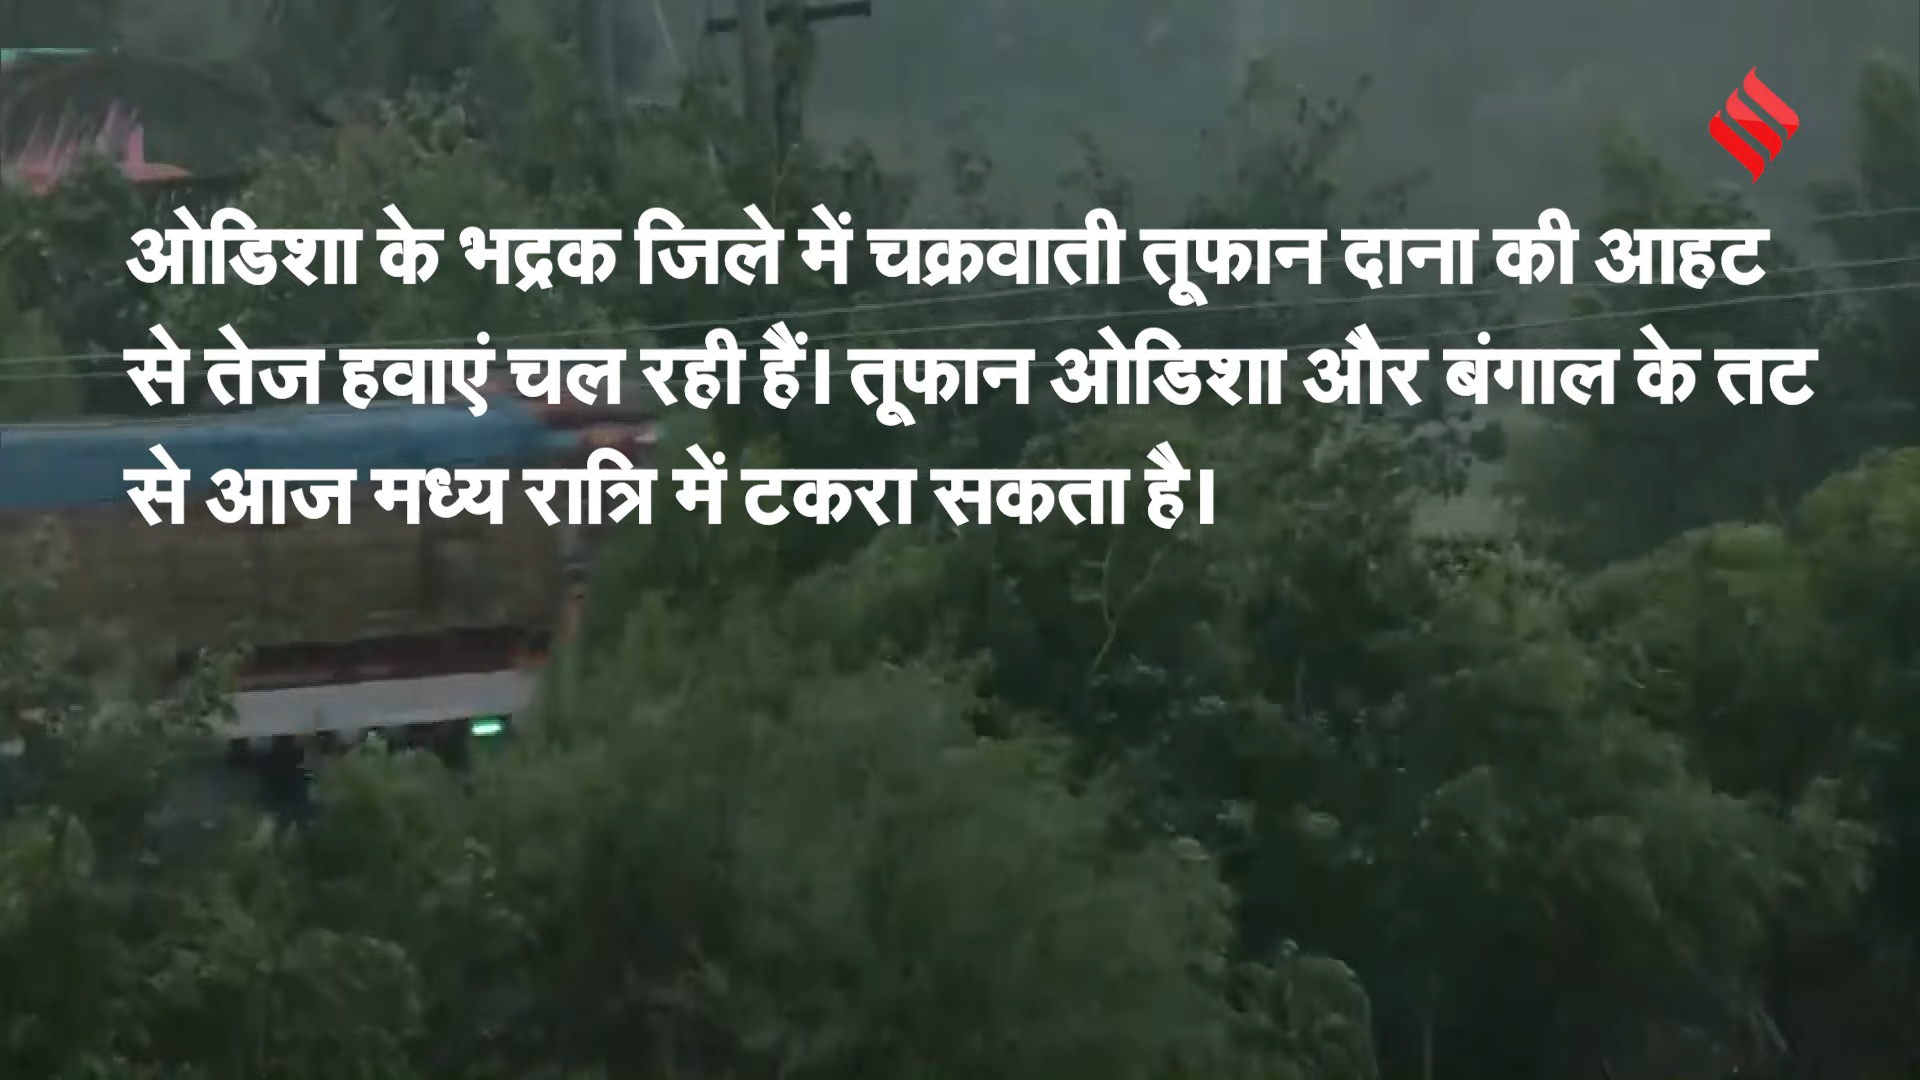 ओडिशा के भद्रक जिले में चक्रवाती तूफान दाना की आहट
से तेज हवाएं चल रही हैं। तूफान ओडिशा और बंगाल के तट
से आज मध्य रात्रि में टकरा सकता है।